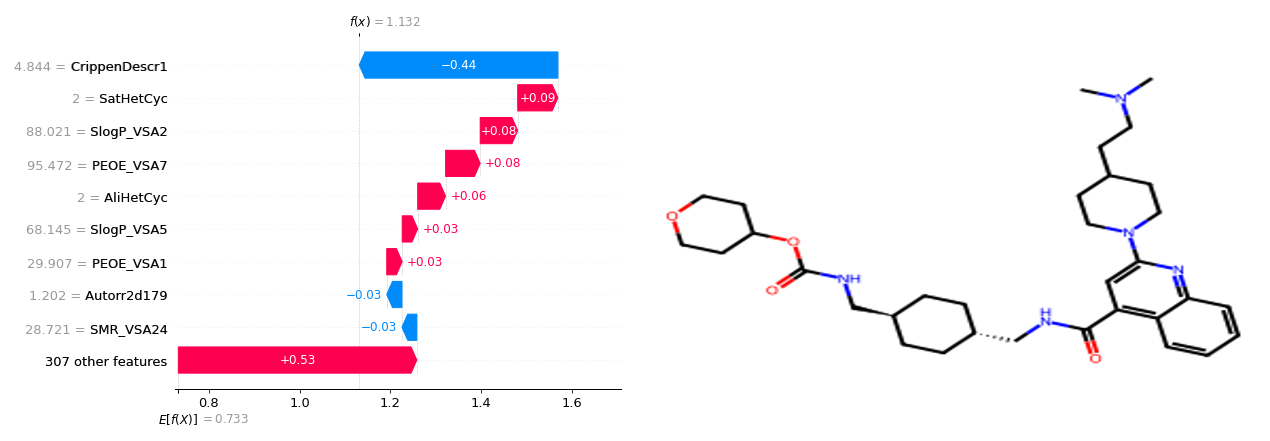 f(x) = 1.132
4.844 = CrippenDescr1
−0.44
2 = SatHetCyc
+0.09
88.021 = SlogP_VSA2
+0.08
95.472 = PEOE_VSA7
+0.08
2 = AliHetCyc
+0.06
68.145 = SlogP_VSA5
+0.03
29.907 = PEOE_VSA1
+0.03
1.202 = Autorr2d179
−0.03
28.721 = SMR_VSA24
−0.03
307 other features
+0.53
0.8 1.0 1.2 1.4 1.6
E[f(X)] = 0.733
N
O
O
N
O
NH
N
H
N
O